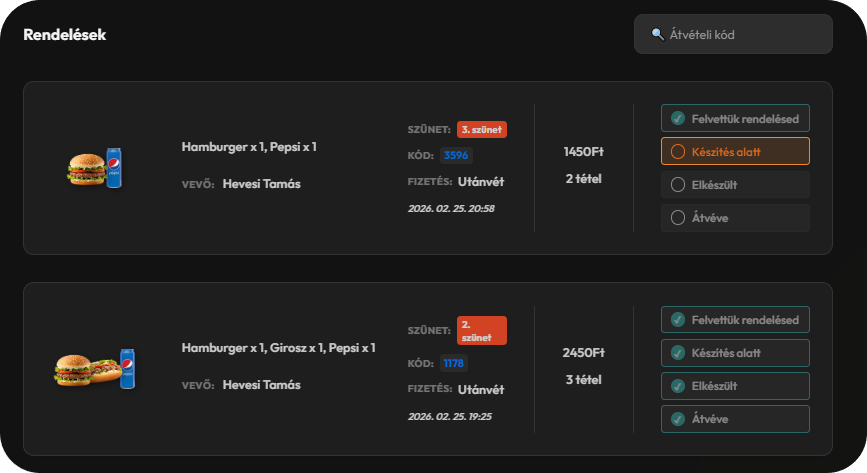 Rendelések
🔍 Átvételi kód
Hamburger x 1, Pepsi x 1
VEVŐ: Hevesi Tamás
SZÜNET: 3. szünet
KÓD: 3596
FIZETÉS: Utánvét
2026. 02. 25. 20:58
1450Ft
2 tétel
Felvettük rendelésed
Készítés alatt
Elkészült
Átvéve
Hamburger x 1, Girosz x 1, Pepsi x 1
VEVŐ: Hevesi Tamás
SZÜNET: 2.
szünet
KÓD: 1178
FIZETÉS: Utánvét
2026. 02. 25. 19:25
2450Ft
3 tétel
Felvettük rendelésed
Készítés alatt
Elkészült
Átvéve